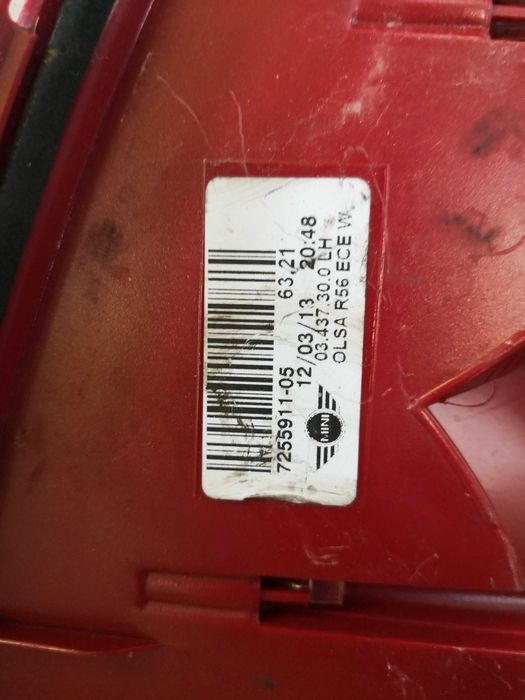 7255911-05 63.21
12/03/13 20:48
03.437.30.0 LH
OLSA R56 ECE W
MINI